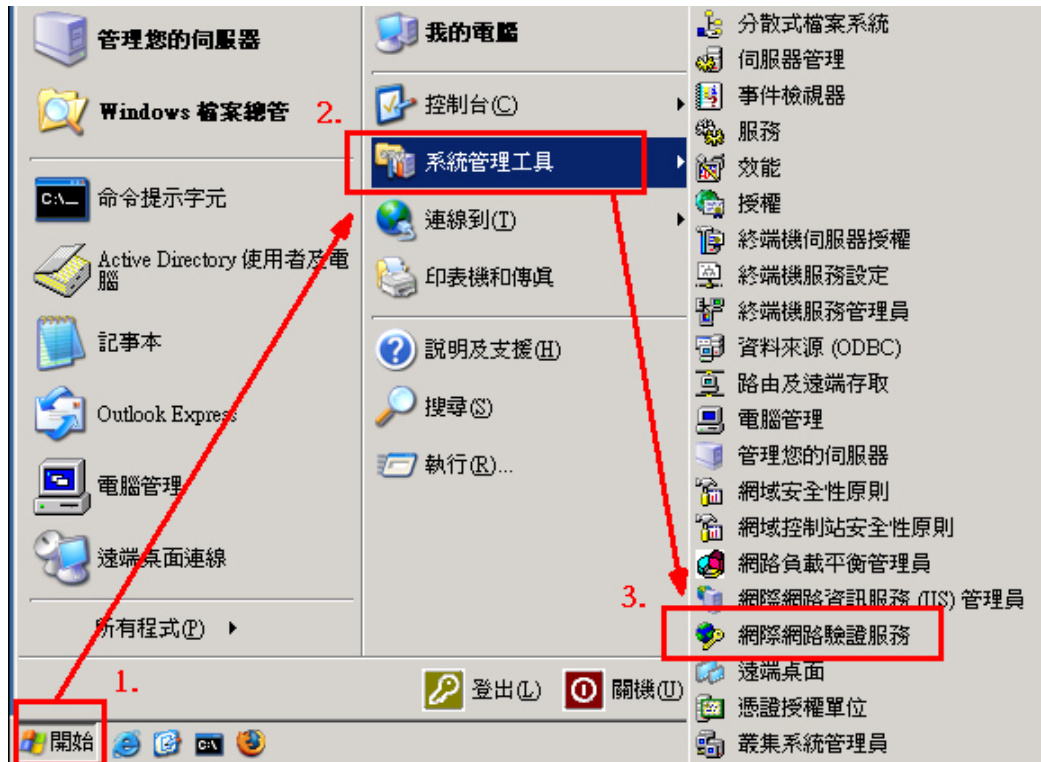 管理您的伺服器
Windows 檔案總管
命令提示字元
Active Directory 使用者及電
腦
記事本
Outlook Express
電腦管理
遠端桌面連線
所有程式(P)
我的電腦
控制台(C)
2.
系統管理工具
連線到(T)
印表機和傳真
說明及支援(H)
搜尋(S)
執行(R)...
分散式檔案系統
伺服器管理
事件檢視器
服務
效能
授權
終端機伺服器授權
終端機服務設定
終端機服務管理員
資料來源 (ODBC)
路由及遠端存取
電腦管理
管理您的伺服器
網域安全性原則
網域控制站安全性原則
網路負載平衡管理員
網際網路資訊服務 (IIS) 管理員
3.
網際網路驗證服務
遠端桌面
憑證授權單位
叢集系統管理員
登出(L)
關機(U)
1.
開始
C:\_
C:\